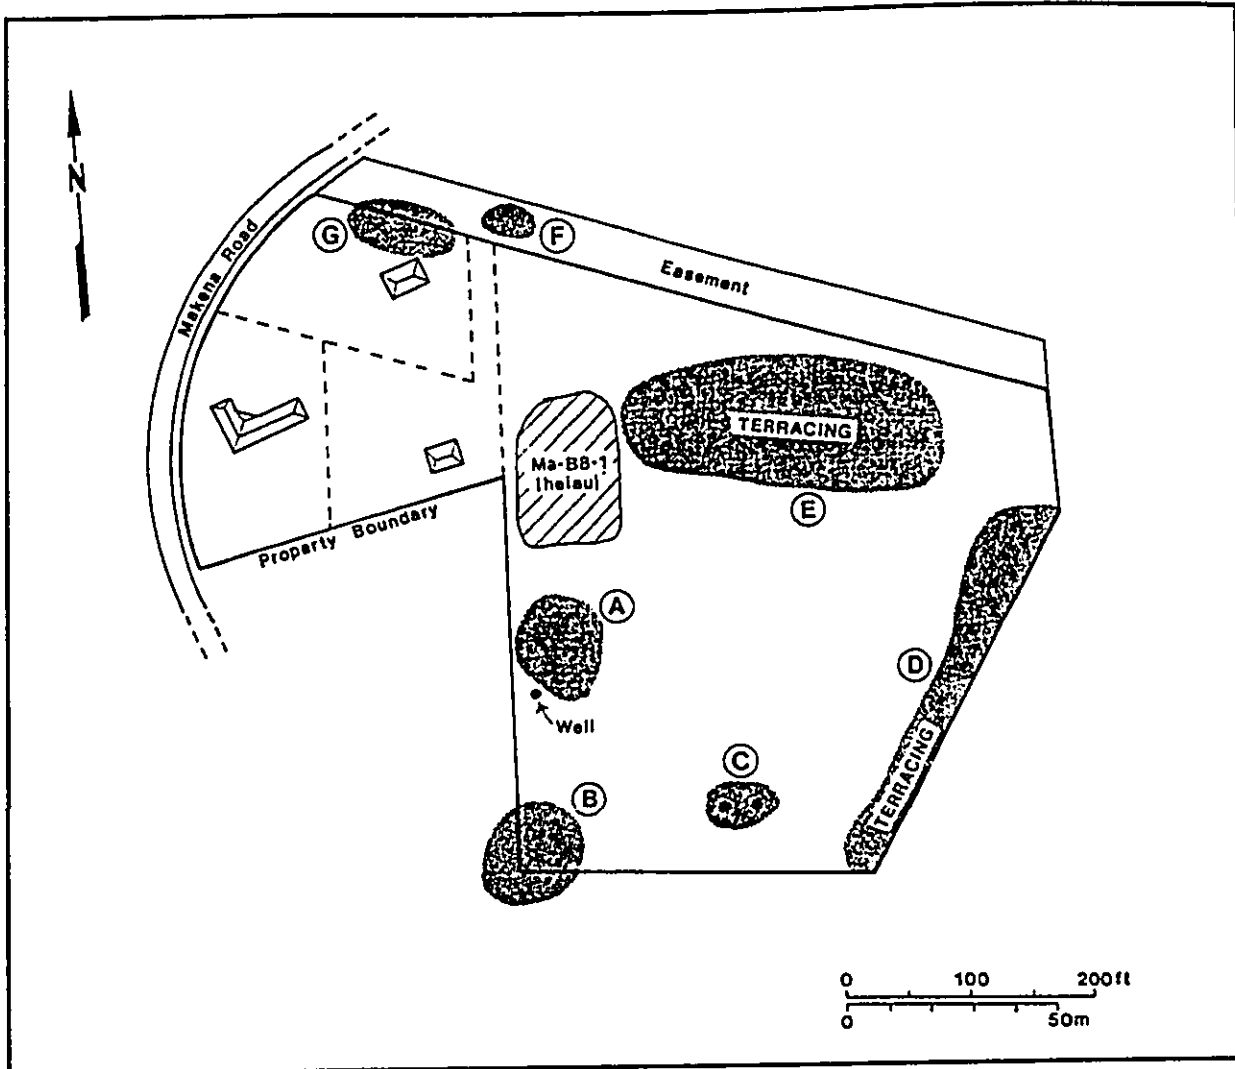 N
Makena Road
G
F
Easement
TERRACING
Ma-B8-1
(heiau)
E
Property Boundary
A
D
Well
C
B
TERRACING
0 100 200ft
0 50m